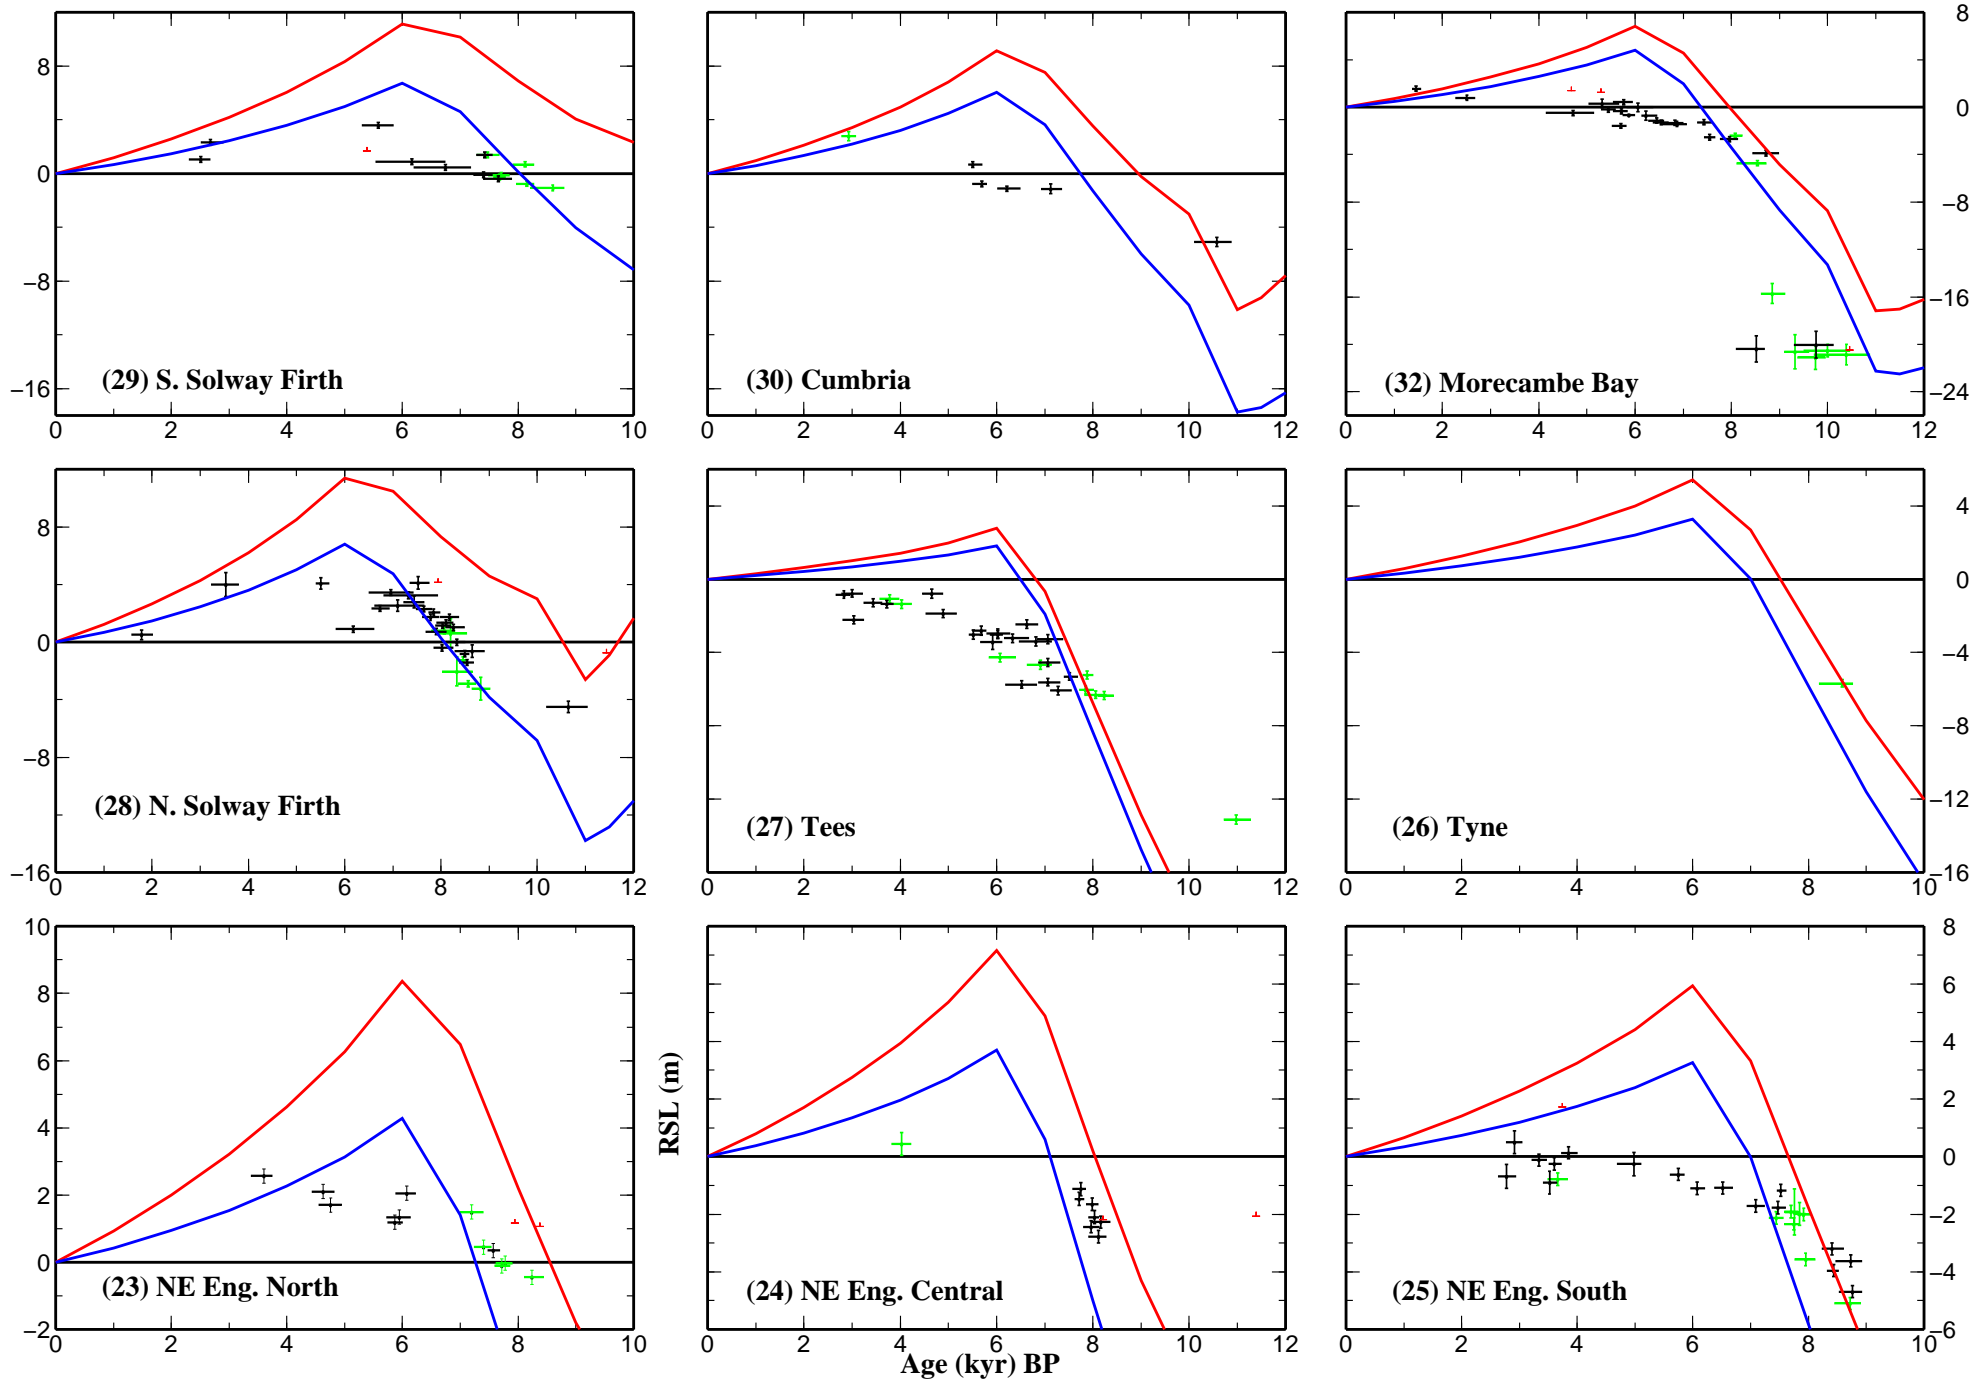 8
0
−8
−16
(29) S. Solway Firth
0 2 4 6 8 10
(30) Cumbria
0 2 4 6 8 10 12
8
0
−8
−16
−24
(32) Morecambe Bay
0 2 4 6 8 10 12
8
0
−8
−16
(28) N. Solway Firth
0 2 4 6 8 10 12
(27) Tees
0 2 4 6 8 10 12
4
0
−4
−8
−12
−16
(26) Tyne
0 2 4 6 8 10
10
8
6
4
2
0
−2
(23) NE Eng. North
0 2 4 6 8 10
RSL (m)
(24) NE Eng. Central
0 2 4 6 8 10 12
8
6
4
2
0
−2
−4
−6
(25) NE Eng. South
0 2 4 6 8 10
Age (kyr) BP